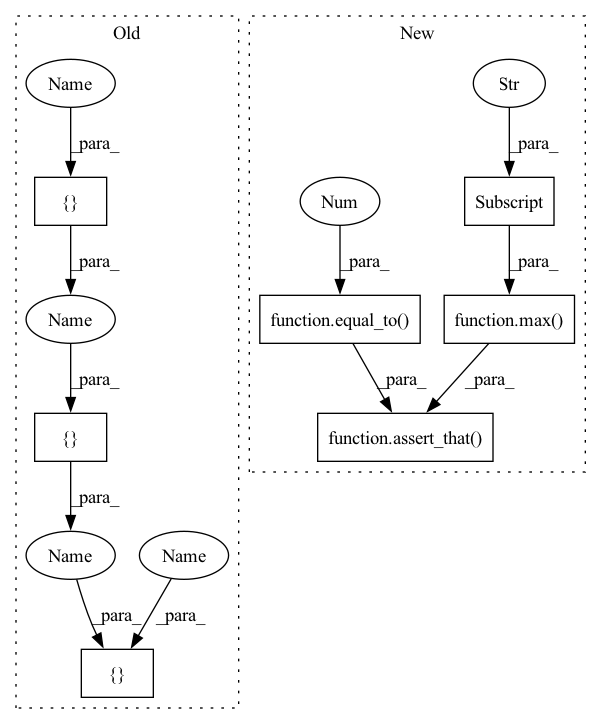 Old
New
Name
Str
_para_
_para_
{}
Num
Subscript
_para_
_para_
_para_
Name
function.equal_to()
function.max()
_para_
_para_
_para_
{}
function.assert_that()
_para_
Name
Name
_para_
_para_
{}